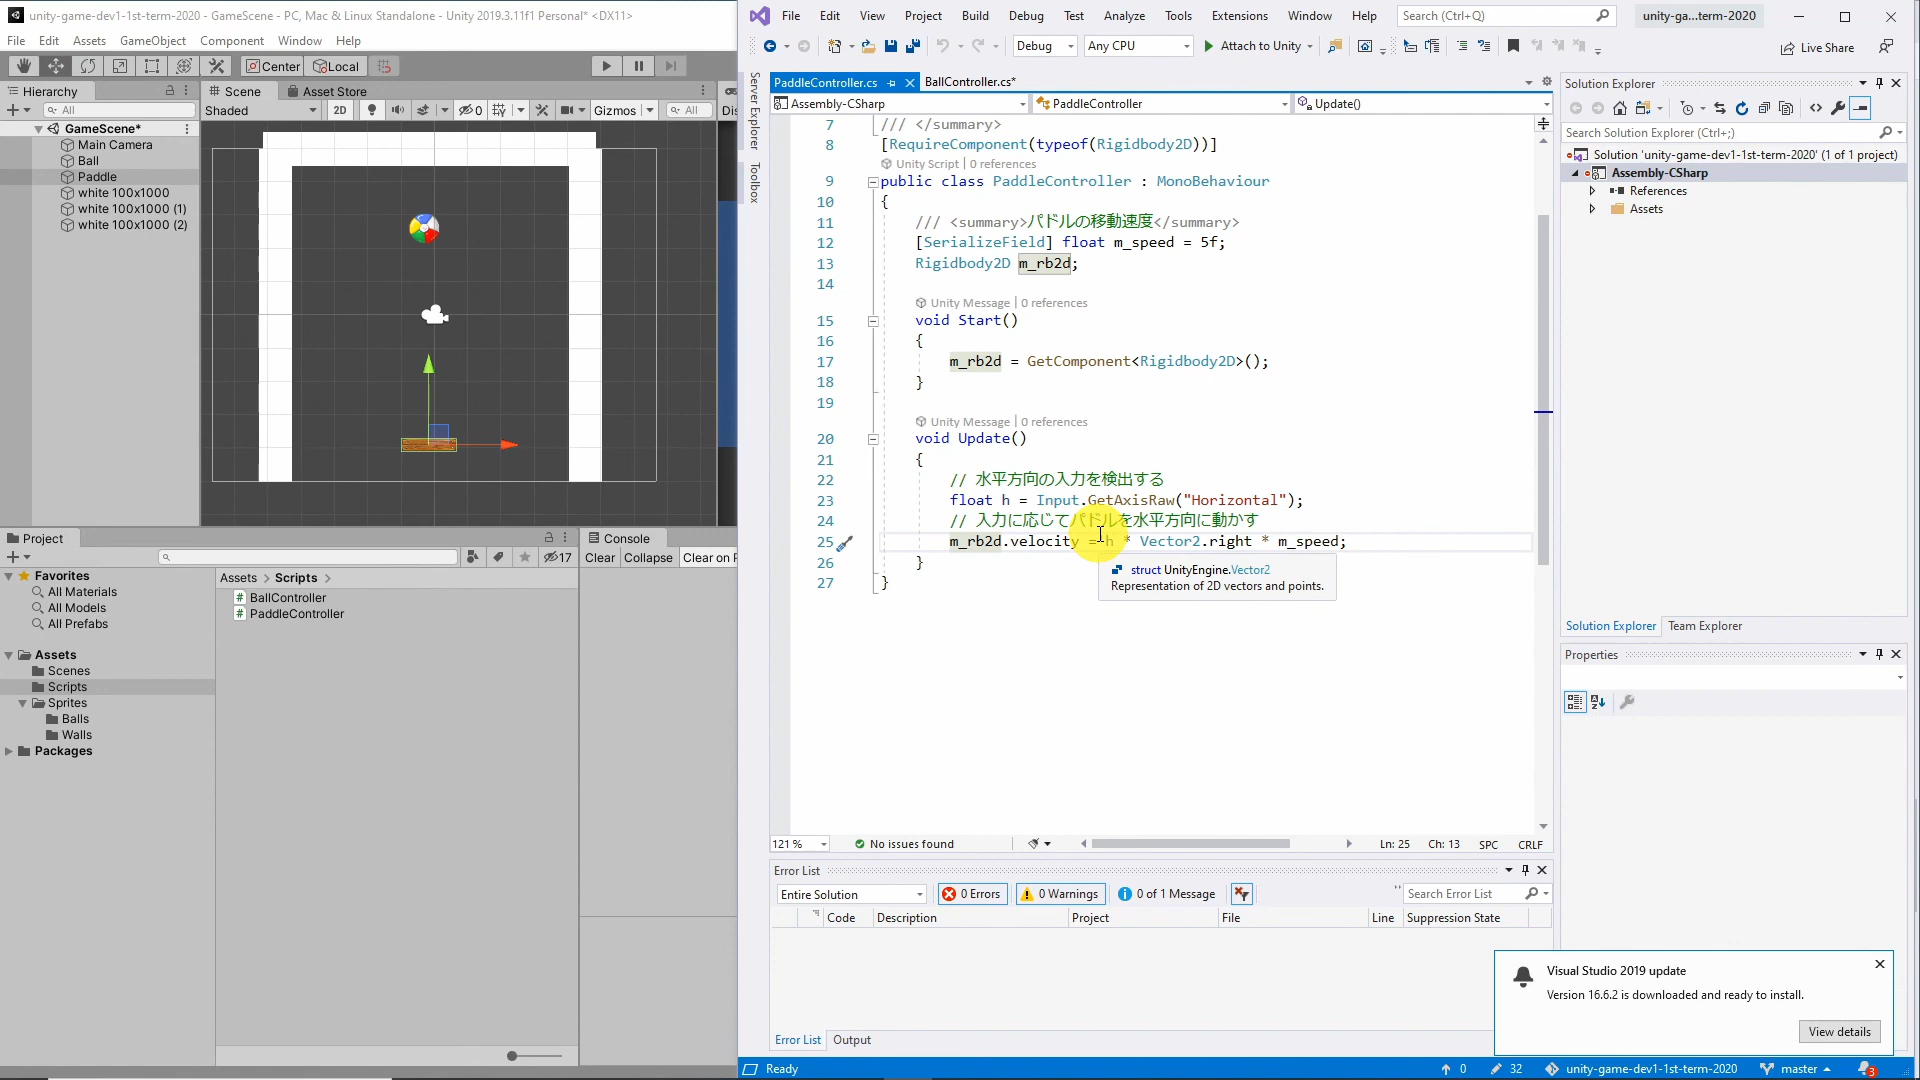 unity-game-dev1-1st-term-2020 - GameScene - PC, Mac & Linux Standalone - Unity 2019.3.11f1 Personal* <DX11>
File Edit Assets GameObject Component Window Help
Center Local
Hierarchy
All
GameScene*
Main Camera
Ball
Paddle
white 100x1000
white 100x1000 (1)
white 100x1000 (2)
Scene Asset Store
Shaded 2D 0 Gizmos All
Project
17
Favorites
All Materials
All Models
All Prefabs
Assets
Scenes
Scripts
Sprites
Balls
Walls
Packages
Assets > Scripts >
BallController
PaddleController
Console
Clear Collapse Clear on P
File Edit View Project Build Debug Test Analyze Tools Extensions Window Help Search (Ctrl+Q) unity-ga...term-2020
Debug Any CPU Attach to Unity Live Share
Server Explorer
Toolbox
PaddleController.cs BallController.cs*
Assembly-CSharp PaddleController Update()
7 /// </summary>
8 [RequireComponent(typeof(Rigidbody2D))]
Unity Script | 0 references
9 public class PaddleController : MonoBehaviour
10 {
11 /// <summary>パドルの移動速度</summary>
12 [SerializeField] float m_speed = 5f;
13 Rigidbody2D m_rb2d;
14
Unity Message | 0 references
15 void Start()
16 {
17 m_rb2d = GetComponent<Rigidbody2D>();
18 }
19
Unity Message | 0 references
20 void Update()
21 {
22 // 水平方向の入力を検出する
23 float h = Input.GetAxisRaw("Horizontal");
24 // 入力に応じてパドルを水平方向に動かす
25 m_rb2d.velocity = h * Vector2.right * m_speed;
26 }
27 }
struct UnityEngine.Vector2
Representation of 2D vectors and points.
121 % No issues found Ln: 25 Ch: 13 SPC CRLF
Error List
Entire Solution 0 Errors 0 Warnings 0 of 1 Message Search Error List
Code Description Project File Line Suppression State
Error List Output
Solution Explorer
Search Solution Explorer (Ctrl+;)
Solution 'unity-game-dev1-1st-term-2020' (1 of 1 project)
Assembly-CSharp
References
Assets
Solution Explorer Team Explorer
Properties
Visual Studio 2019 update
Version 16.6.2 is downloaded and ready to install.
View details
Ready 0 32 unity-game-dev1-1st-term-2020 master 3